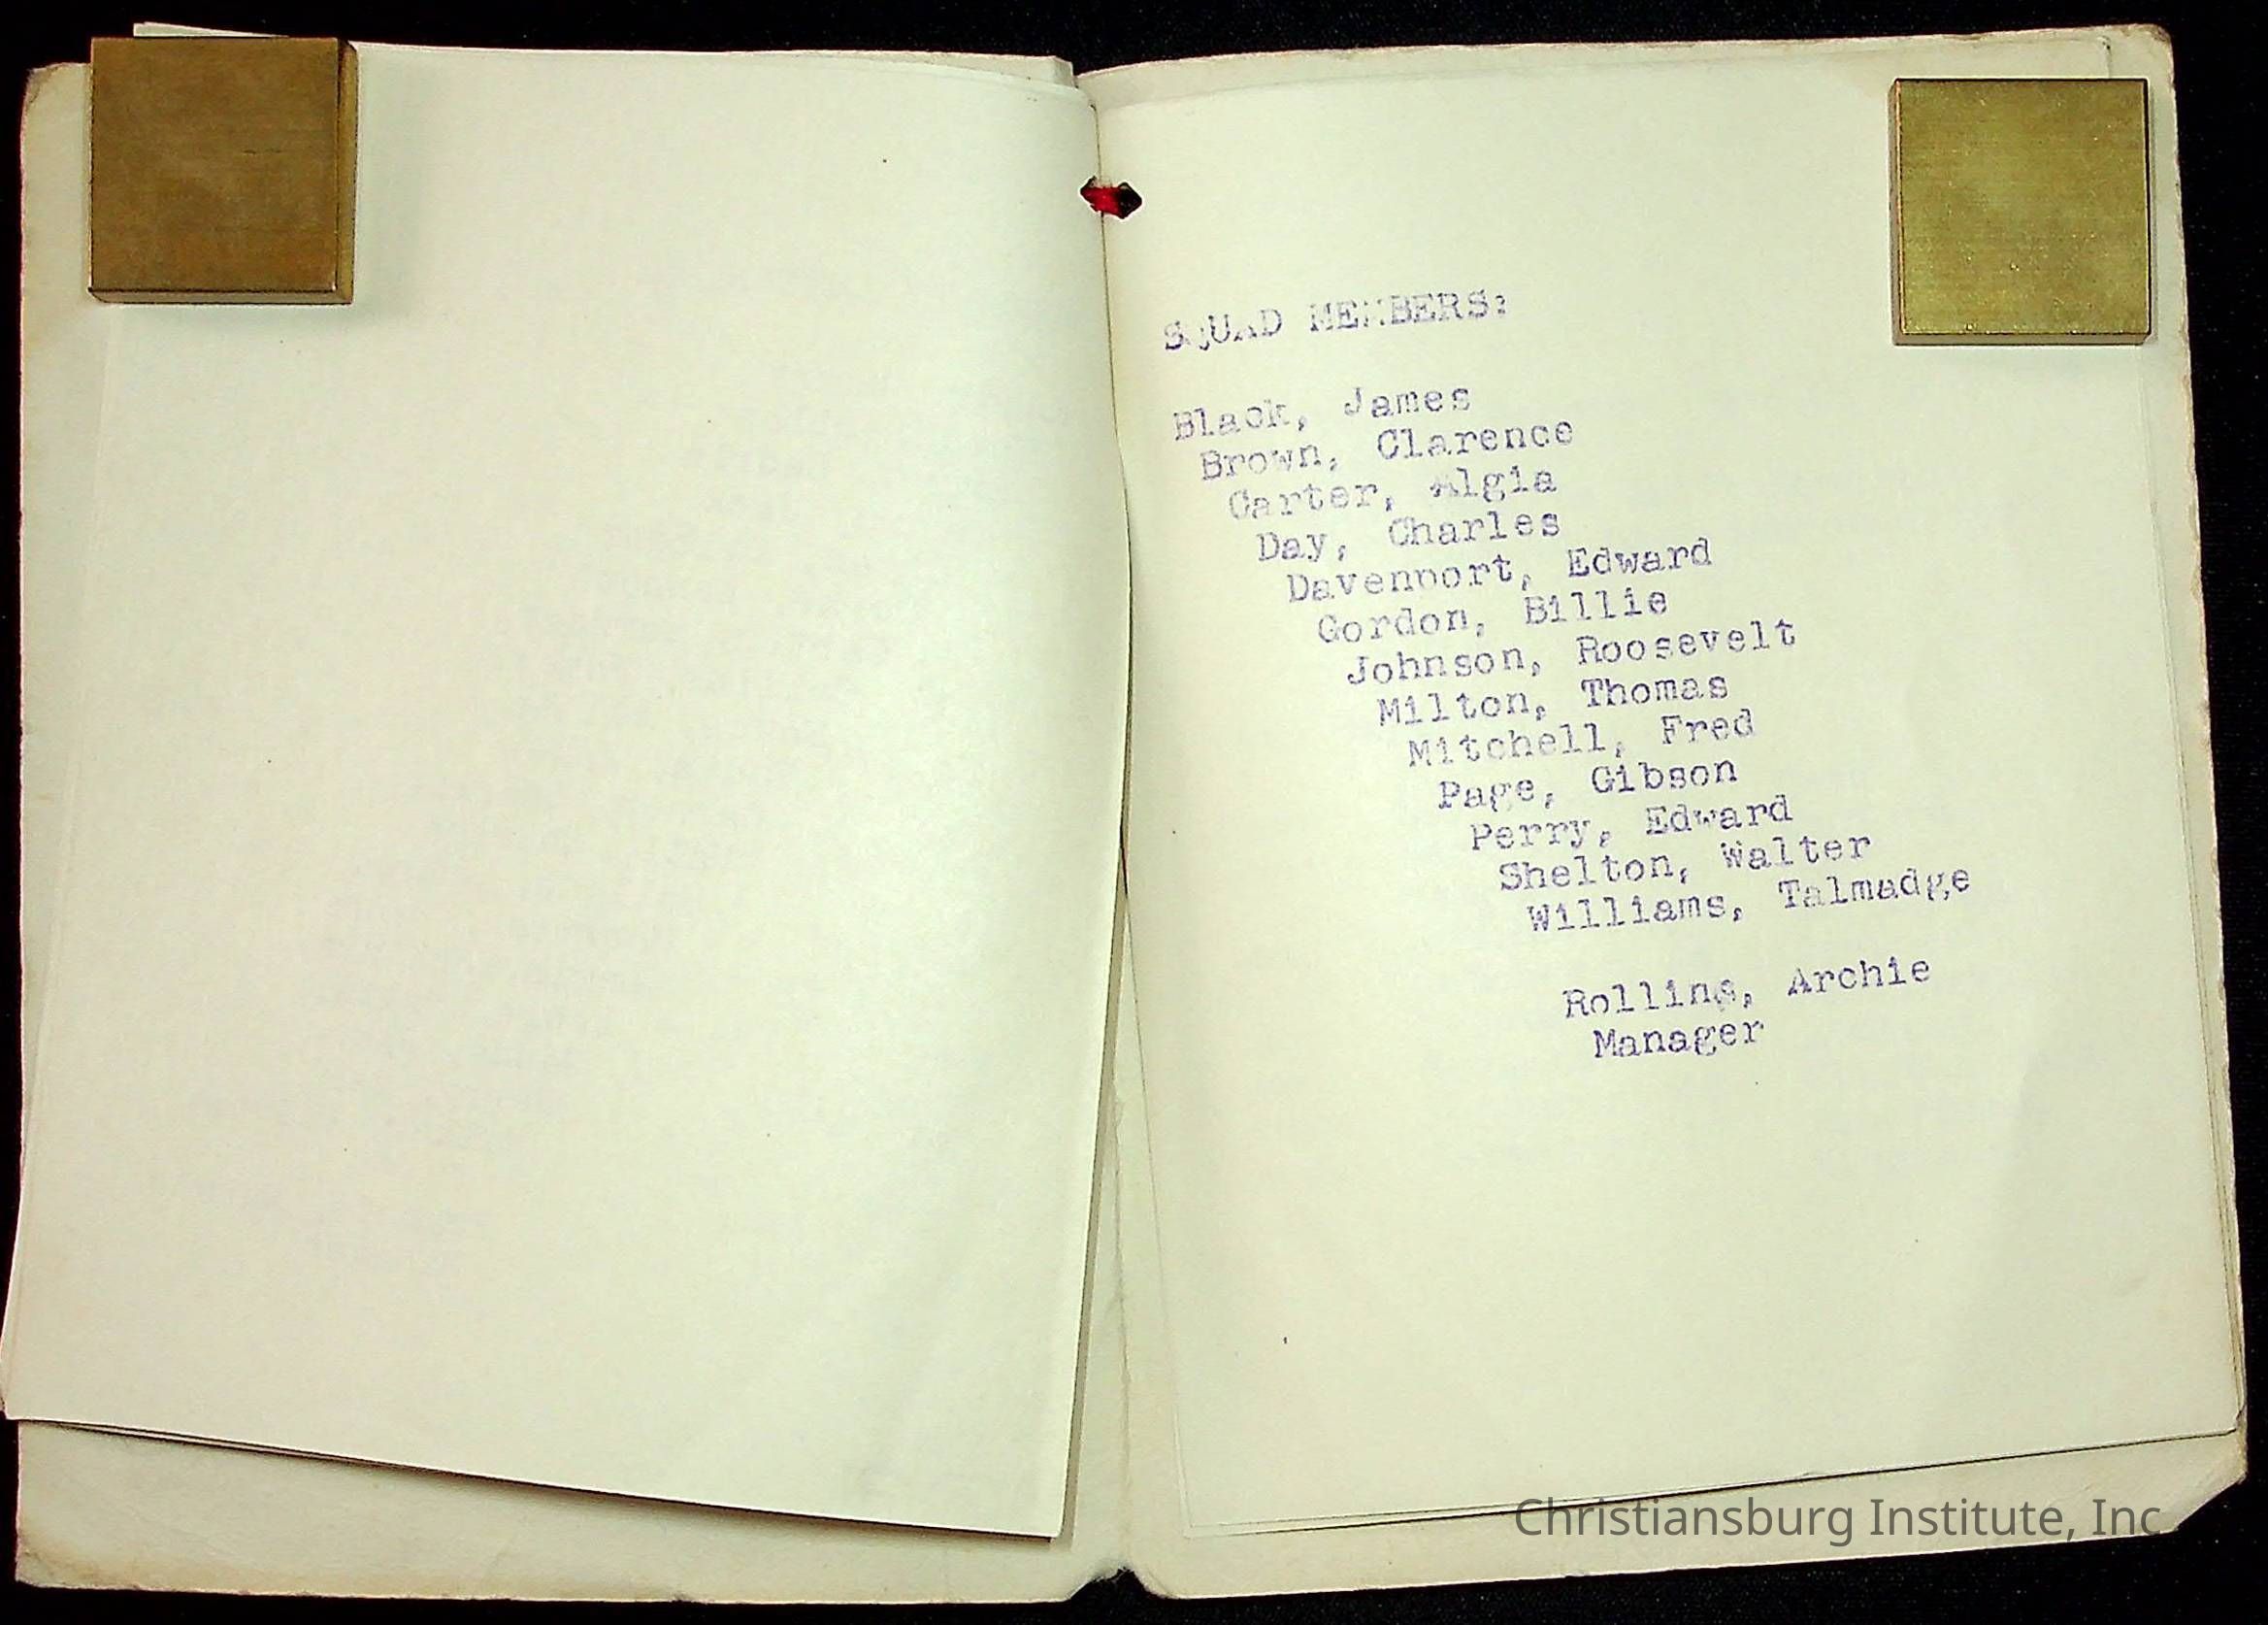 SQUAD MEMBERS:
Black, James
Brown, Clarence
Carter, Algia
Day, Charles
Davenport, Edward
Gordon, Billie
Johnson, Roosevelt
Milton, Thomas
Mitchell, Fred
Page, Gibson
Perry, Edward
Shelton, Walter
Williams, Talmadge
Rollins, Archie
Manager
Christiansburg Institute, Inc.